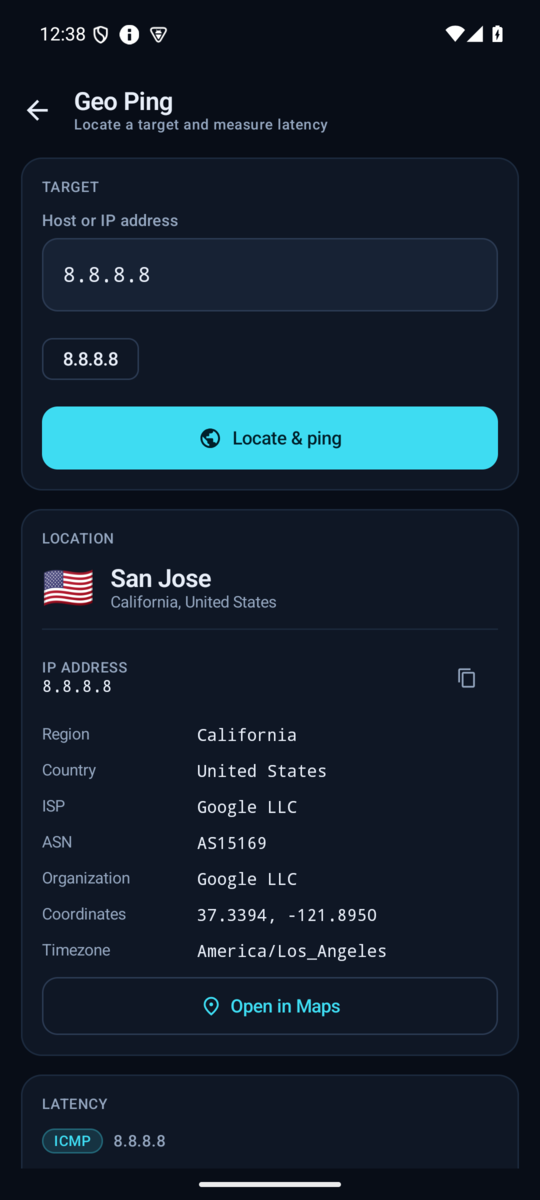 12:38
Geo Ping
Locate a target and measure latency
TARGET
Host or IP address
8.8.8.8
8.8.8.8
Locate & ping
LOCATION
San Jose
California, United States
IP ADDRESS
8.8.8.8
Region California
Country United States
ISP Google LLC
ASN AS15169
Organization Google LLC
Coordinates 37.3394, -121.8950
Timezone America/Los_Angeles
Open in Maps
LATENCY
ICMP 8.8.8.8